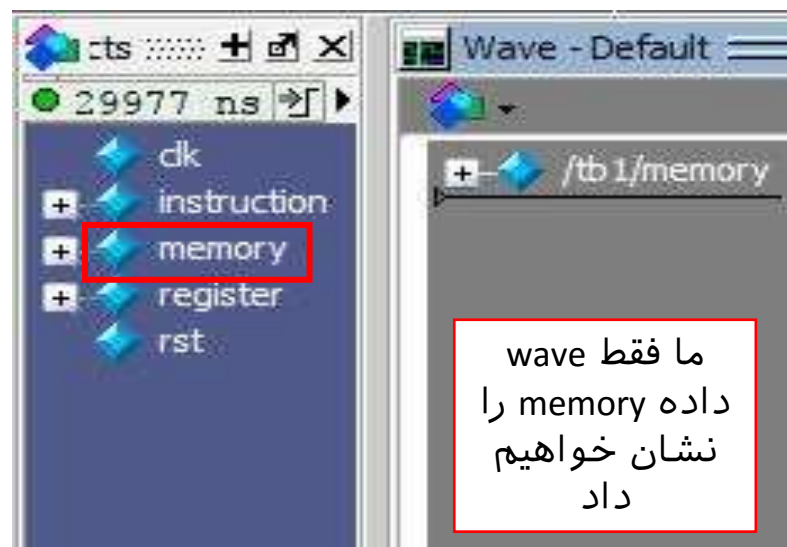 cts
29977 ns
clk
instruction
memory
register
rst
Wave - Default
/tb1/memory
ما فقط wave
داده memory را
نشان خواهیم
داد